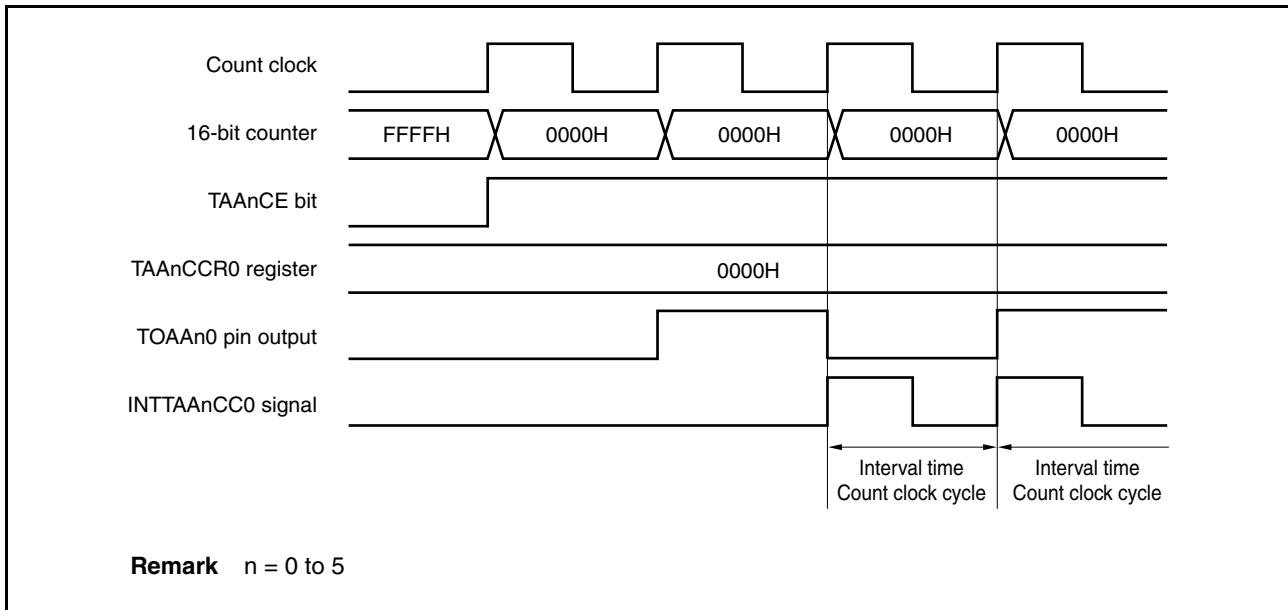 Count clock
16-bit counter FFFFH 0000H 0000H 0000H 0000H
TAAnCE bit
TAAnCCR0 register 0000H
TOAAn0 pin output
INTTAAnCC0 signal
Interval time Interval time
Count clock cycle Count clock cycle
Remark n = 0 to 5